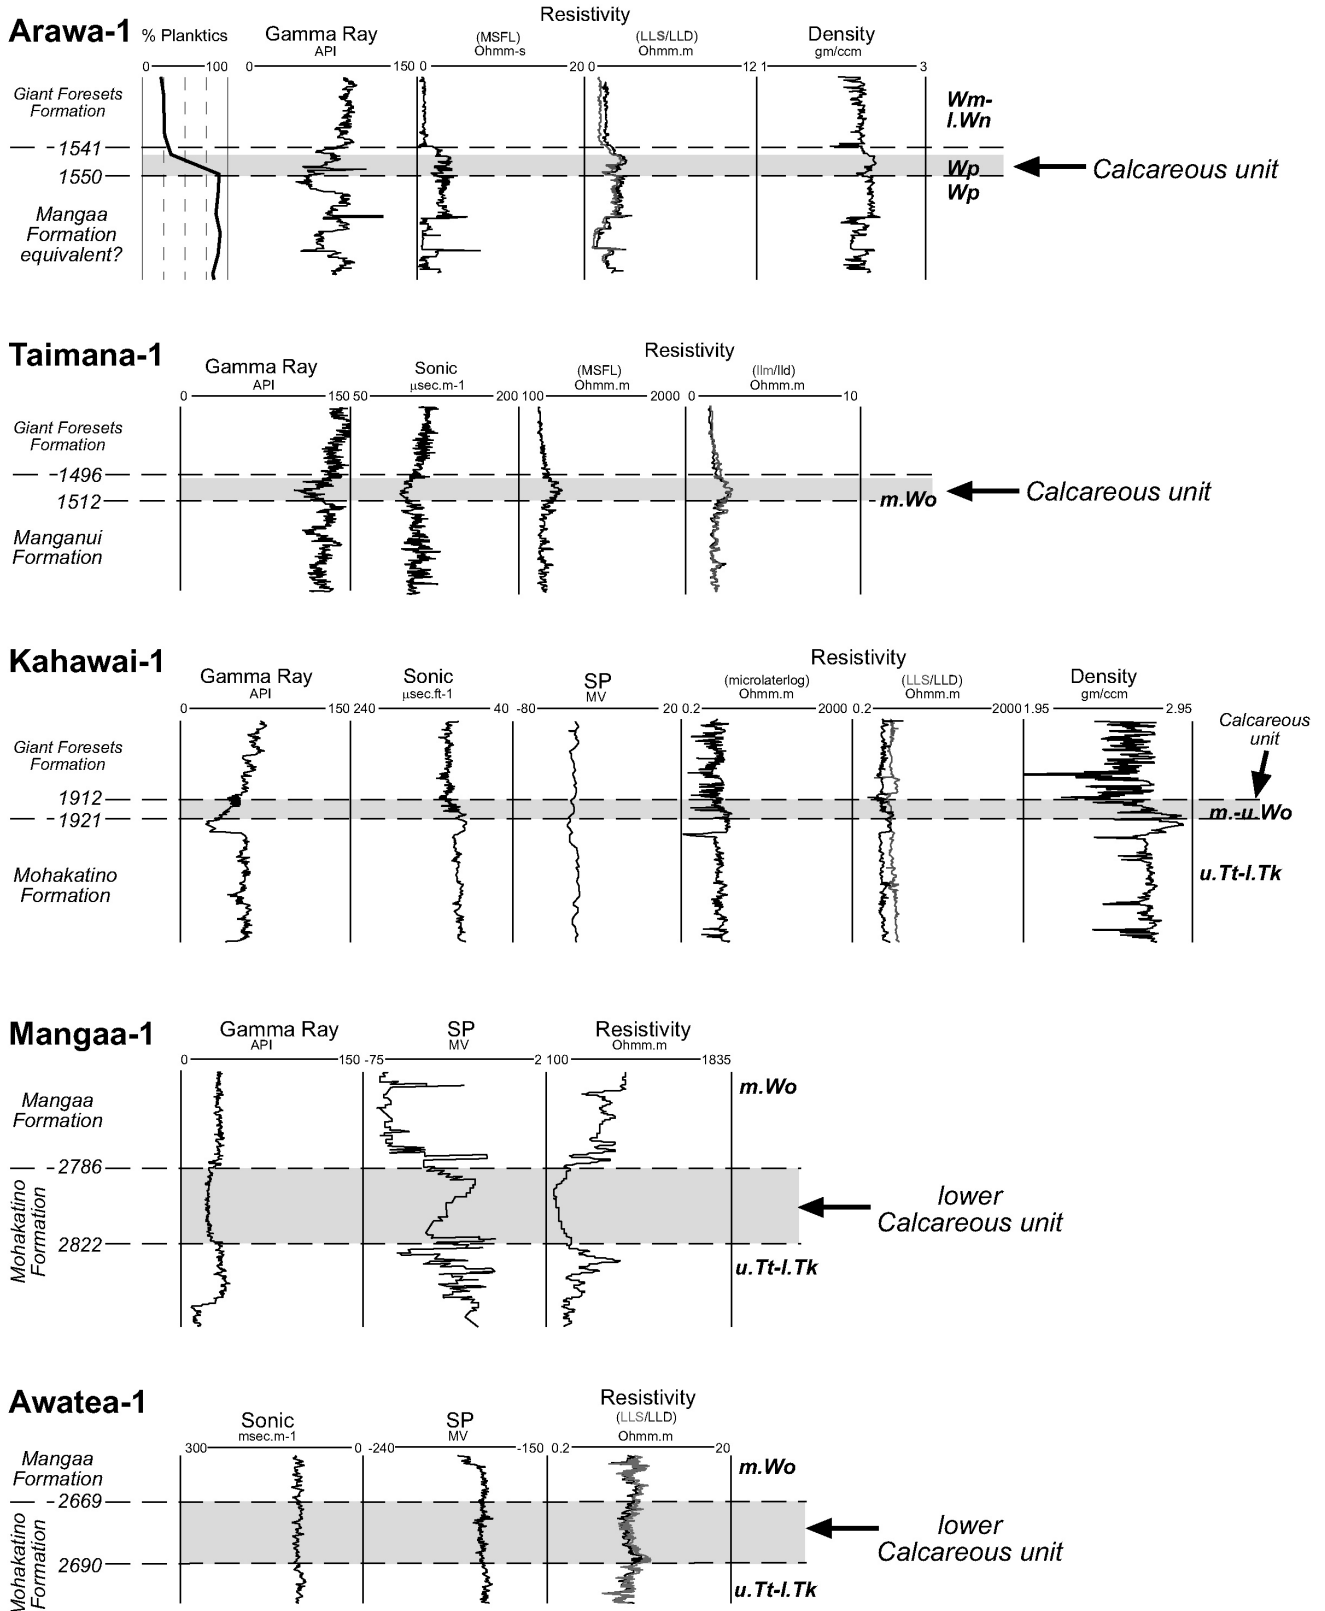 Arawa-1
% Planktics
Gamma Ray
API
Resistivity
(MSFL)
Ohmm-s
(LLS/LLD)
Ohmm.m
Density
gm/ccm
0 100 0 150 0 20 0 12 1 3
Giant Foresets
Formation
Wm-
l.Wn
1541
Wp
Calcareous unit
1550
Wp
Mangaa
Formation
equivalent?
Taimana-1
Gamma Ray
API
Sonic
µsec.m-1
Resistivity
(MSFL)
Ohmm.m
(llm/lld)
Ohmm.m
0 150 50 200 100 2000 0 10
Giant Foresets
Formation
1496
Calcareous unit
1512
m.Wo
Manganui
Formation
Kahawai-1
Gamma Ray
API
Sonic
µsec.ft-1
SP
MV
Resistivity
(microlaterlog)
Ohmm.m
(LLS/LLD)
Ohmm.m
Density
gm/ccm
0 150 240 40 -80 20 0.2 2000 0.2 2000 1.95 2.95
Calcareous
unit
Giant Foresets
Formation
1912
m.-u.Wo
1921
Mohakatino
Formation
u.Tt-l.Tk
Mangaa-1
Gamma Ray
API
SP
MV
Resistivity
Ohmm.m
0 150 -75 2 100 1835
Mangaa
Formation
m.Wo
2786
Mohakatino
Formation
lower
Calcareous unit
2822
u.Tt-l.Tk
Awatea-1
Sonic
msec.m-1
SP
MV
Resistivity
(LLS/LLD)
Ohmm.m
300 0 -240 -150 0.2 20
Mangaa
Formation
m.Wo
2669
Mohakatino
Formation
lower
Calcareous unit
2690
u.Tt-l.Tk